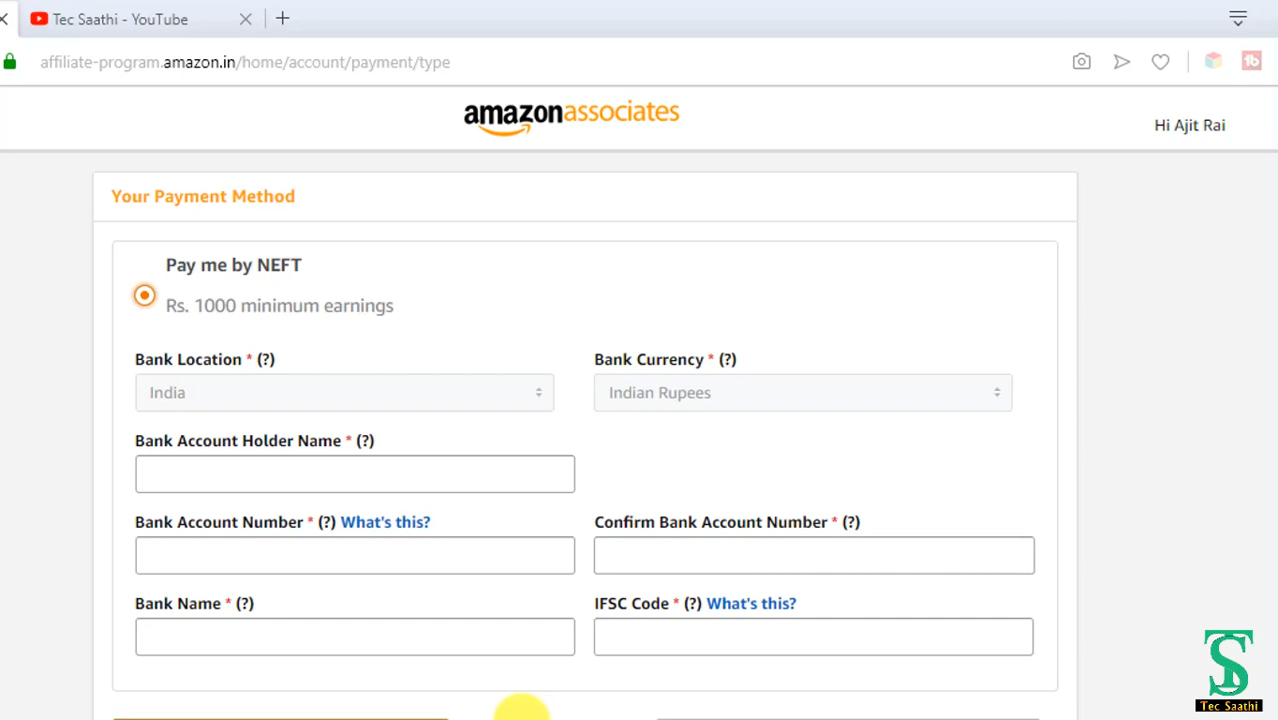 Tec Saathi - YouTube
affiliate-program.amazon.in/home/account/payment/type
amazonassociates
Hi Ajit Rai
Your Payment Method
Pay me by NEFT
Rs. 1000 minimum earnings
Bank Location * (?) Bank Currency * (?)
India Indian Rupees
Bank Account Holder Name * (?)
Bank Account Number * (?) What's this? Confirm Bank Account Number * (?)
Bank Name * (?) IFSC Code * (?) What's this?
TS
Tec Saathi